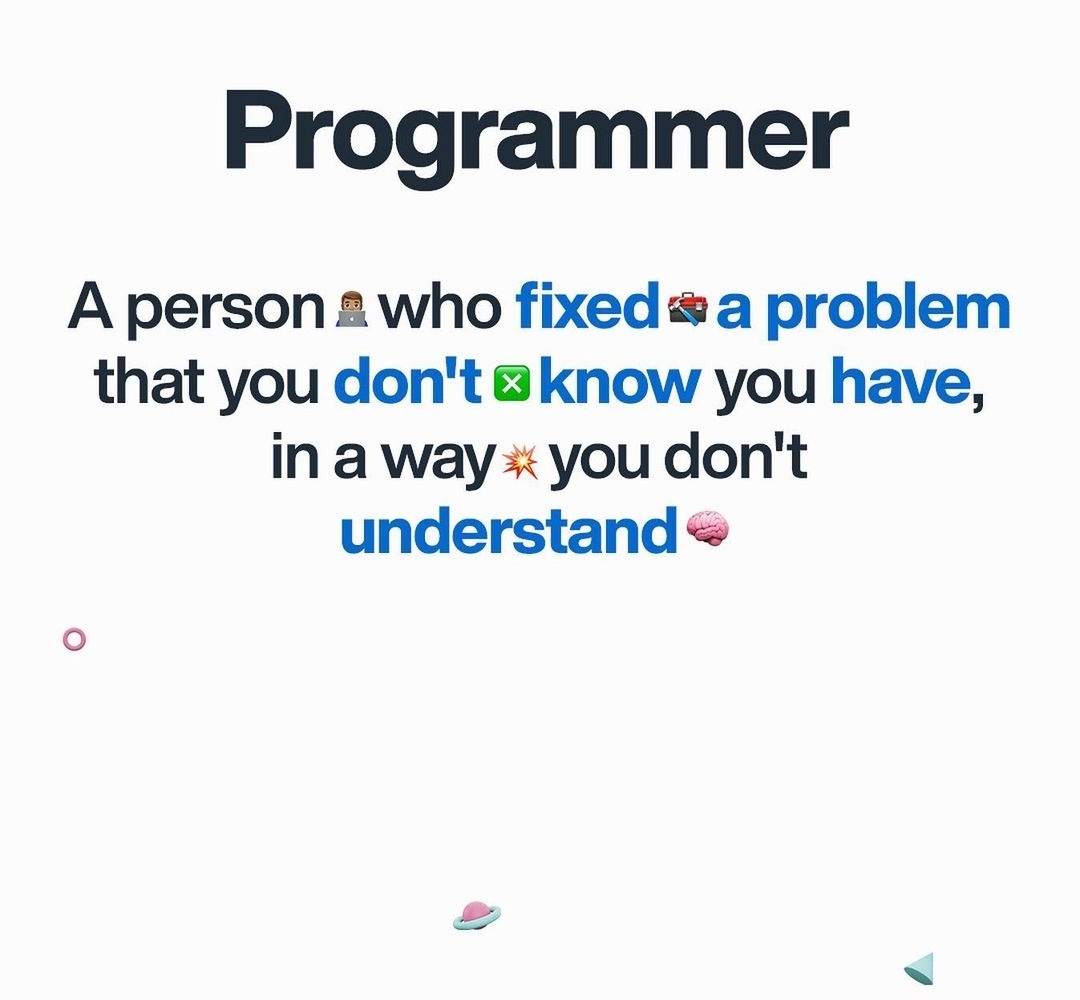 Programmer
A person👨🏽‍💻who fixed🧰a problem
that you don't❎know you have,
in a way💥you don't
understand🧠